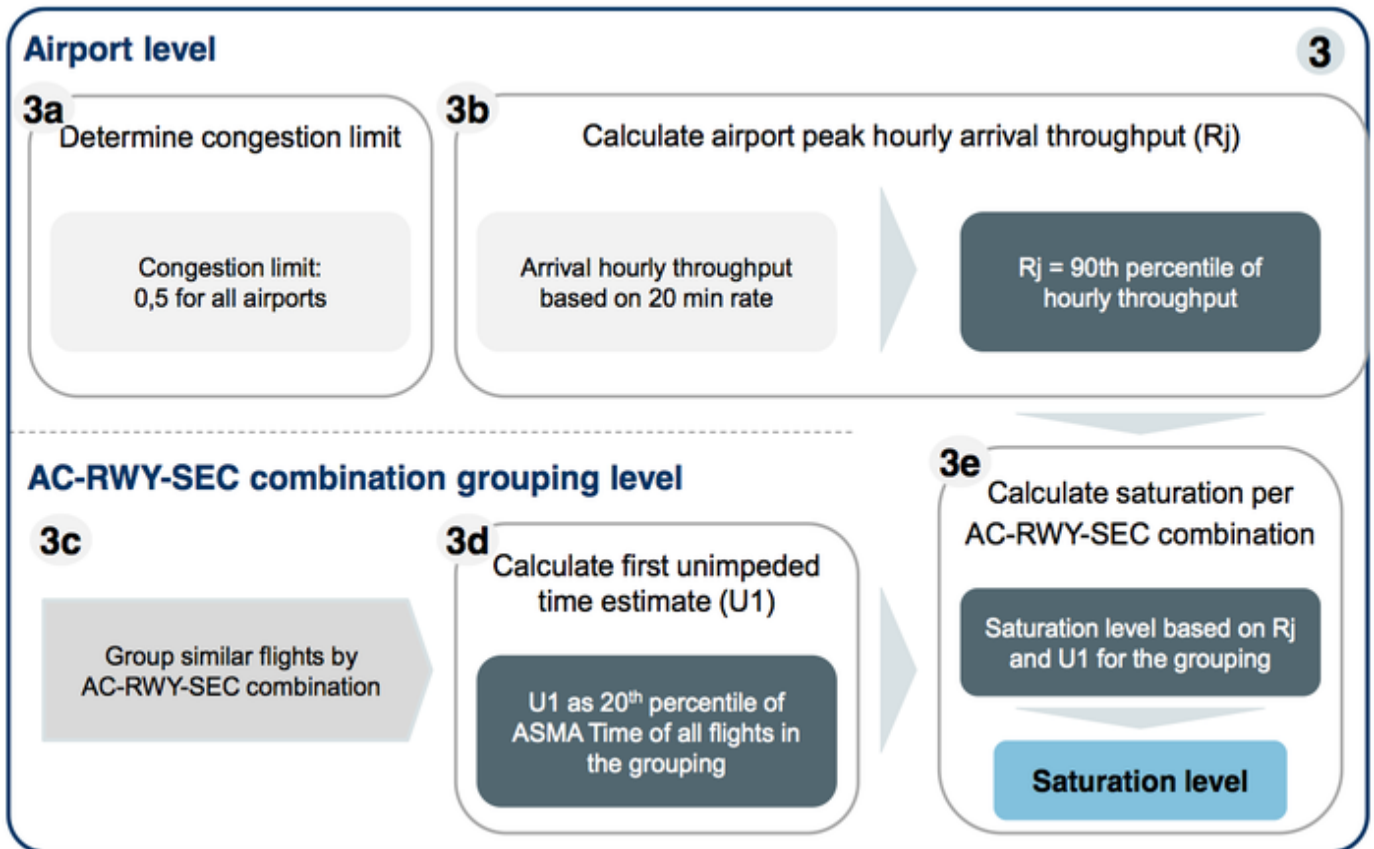 Airport level
3
3a
Determine congestion limit
Congestion limit:
0,5 for all airports
3b
Calculate airport peak hourly arrival throughput (Rj)
Arrival hourly throughput
based on 20 min rate
Rj = 90th percentile of
hourly throughput
AC-RWY-SEC combination grouping level
3c
Group similar flights by
AC-RWY-SEC combination
3d
Calculate first unimpeded
time estimate (U1)
U1 as 20th percentile of
ASMA Time of all flights in
the grouping
3e
Calculate saturation per
AC-RWY-SEC combination
Saturation level based on Rj
and U1 for the grouping
Saturation level